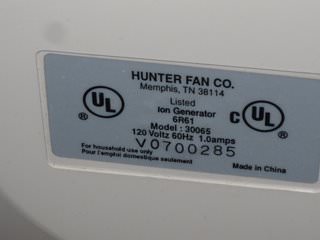 HUNTER FAN CO.
Memphis, TN 38114
Listed
Ion Generator
6R61
UL ®
C UL ®
Model: 30065
120 Voltz 60Hz 1.0amps
V0700285
For household use only
Pour l'emploi domestique seulement
Made in China